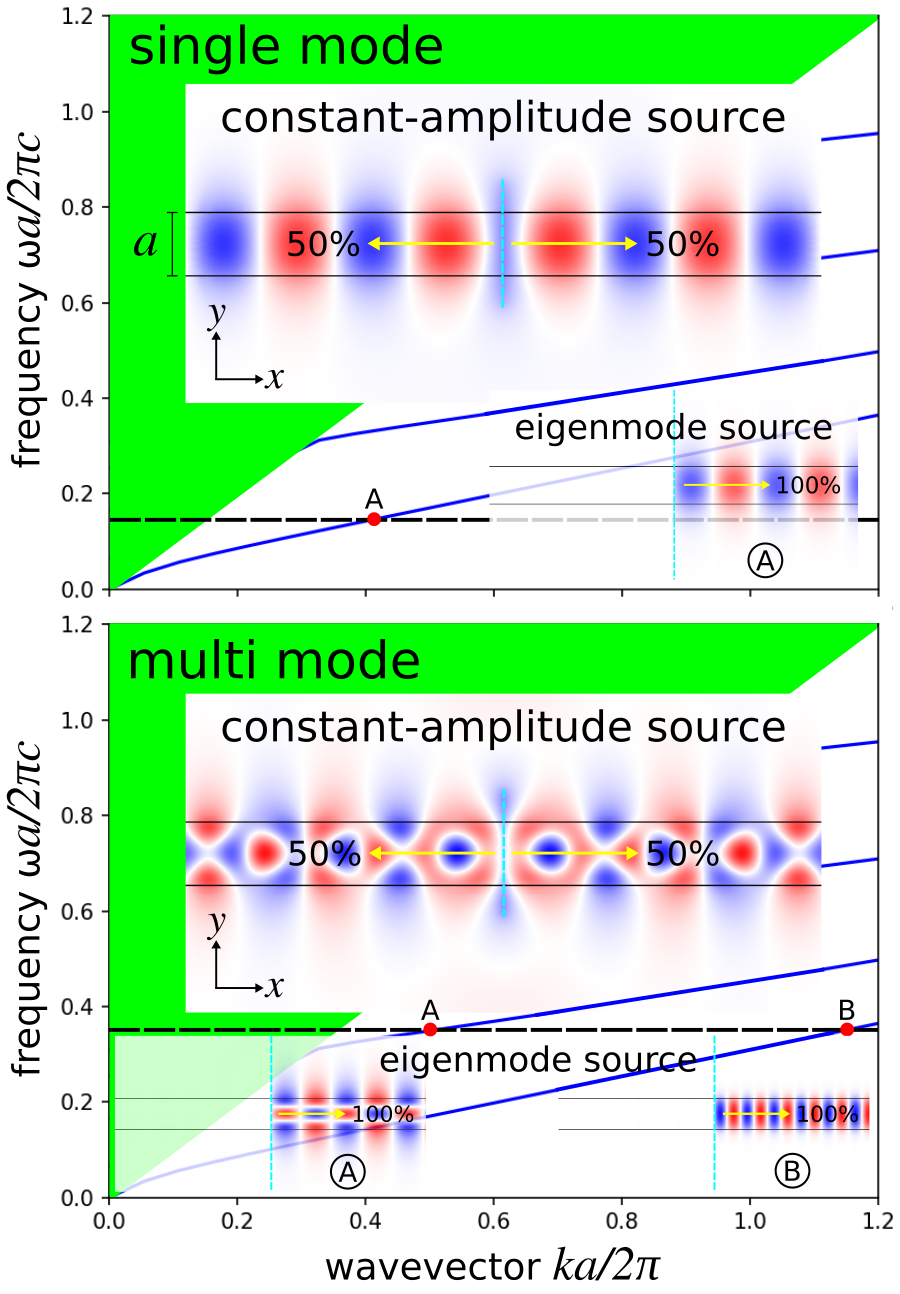 single mode
constant-amplitude source
50% 50%
a
y
x
eigenmode source
100%
A
A
frequency ωa/2πc
0.0
0.2
0.4
0.6
0.8
1.0
1.2
multi mode
constant-amplitude source
50% 50%
y
x
A
B
eigenmode source
100%
100%
A
B
frequency ωa/2πc
0.0
0.2
0.4
0.6
0.8
1.0
1.2
0.0 0.2 0.4 0.6 0.8 1.0 1.2
wavevector ka/2π